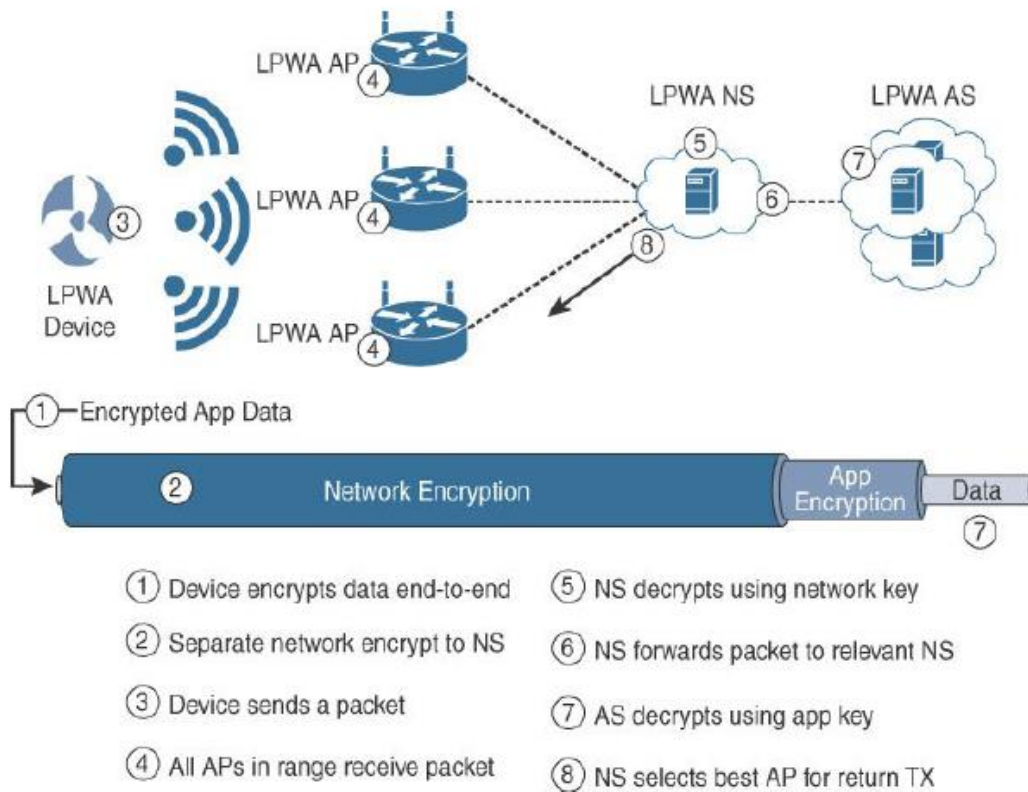 LPWA AP
4
LPWA NS
LPWA AS
5
7
LPWA AP
4
3
6
8
LPWA
Device
LPWA AP
4
1 Encrypted App Data
2
Network Encryption
App
Encryption
Data
7
1 Device encrypts data end-to-end
2 Separate network encrypt to NS
3 Device sends a packet
4 All APs in range receive packet
5 NS decrypts using network key
6 NS forwards packet to relevant NS
7 AS decrypts using app key
8 NS selects best AP for return TX